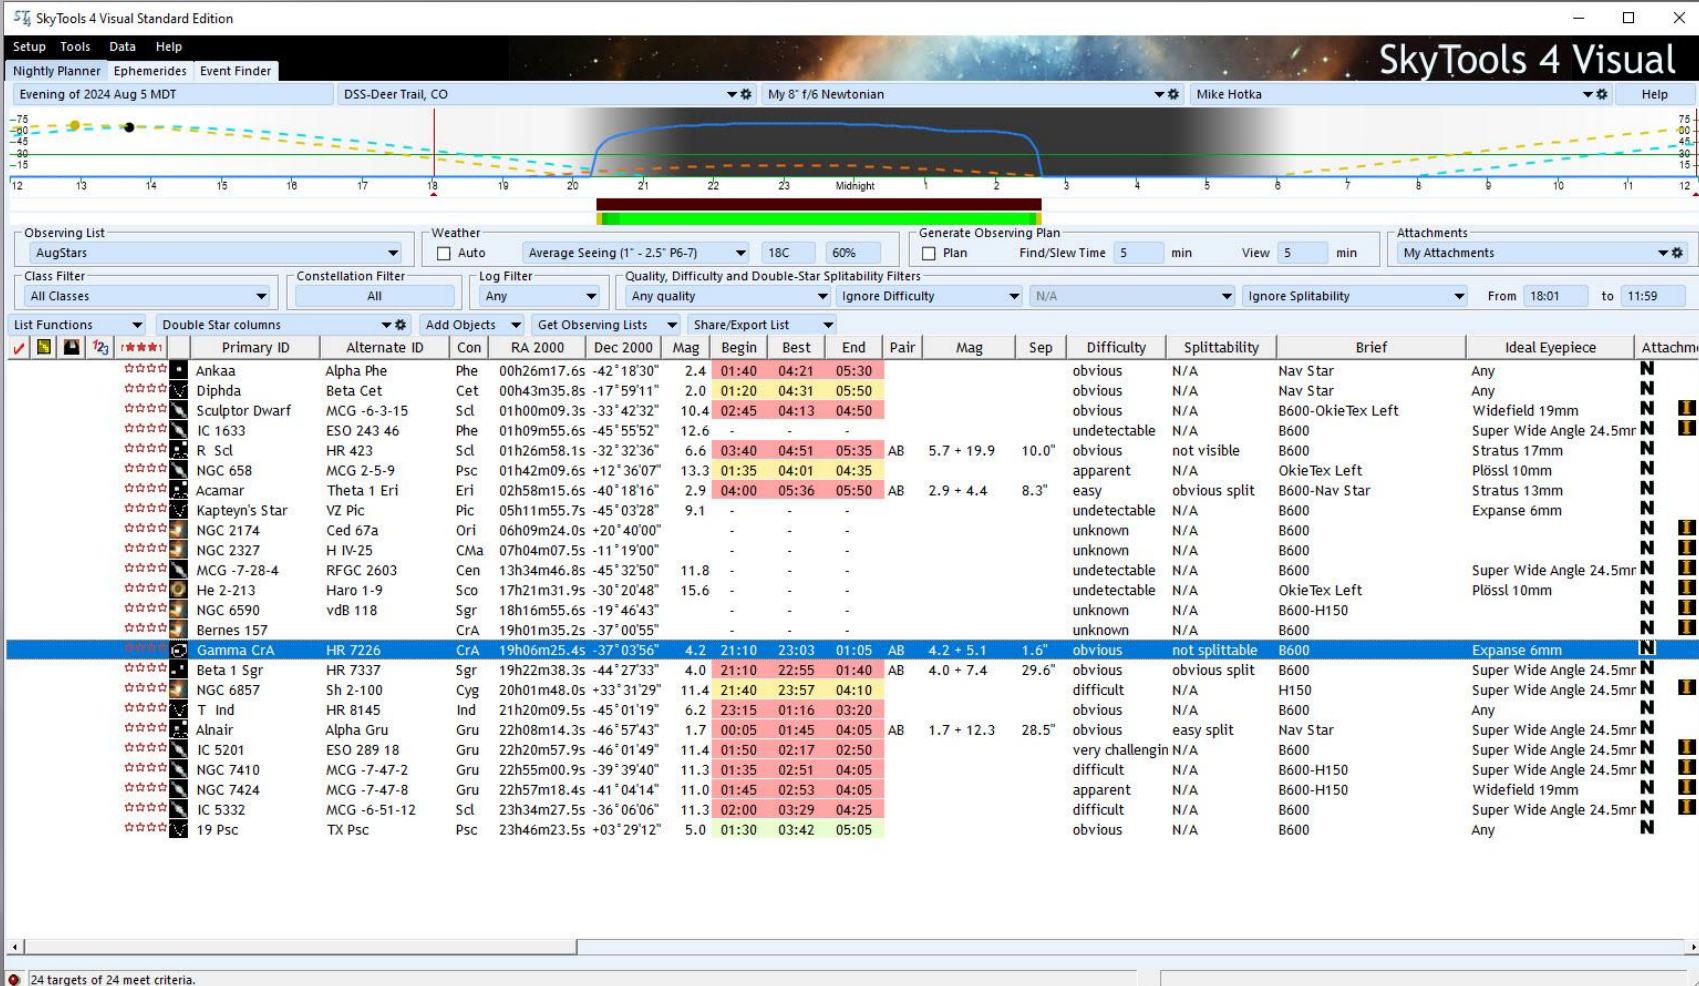 SkyTools 4 Visual Standard Edition
Setup Tools Data Help
SkyTools 4 Visual
Nightly Planner Ephemerides Event Finder
Evening of 2024 Aug 5 MDT DSS-Deer Trail, CO My 8" f/6 Newtonian Mike Hotka Help
75 75
60 60
45 45
30 30
15 15
12 13 14 15 16 17 18 19 20 21 22 23 Midnight 1 2 3 4 5 6 7 8 9 10 11 12
Observing List Weather Generate Observing Plan Attachments
AugStars Auto Average Seeing (1" - 2.5" P6-7) 18C 60% Plan Find/Slew Time 5 min View 5 min My Attachments
Class Filter Constellation Filter Log Filter Quality, Difficulty and Double-Star Splitability Filters
All Classes All Any Any quality Ignore Difficulty N/A Ignore Splitability From 18:01 to 11:59
List Functions Double Star columns Add Objects Get Observing Lists Share/Export List
123 Primary ID Alternate ID Con RA 2000 Dec 2000 Mag Begin Best End Pair Mag Sep Difficulty Splittability Brief Ideal Eyepiece Attachm
Ankaa Alpha Phe Phe 00h26m17.6s -42°18'30" 2.4 01:40 04:21 05:30 obvious N/A Nav Star Any N
Diphda Beta Cet Cet 00h43m35.8s -17°59'11" 2.0 01:20 04:31 05:50 obvious N/A Nav Star Any N
Sculptor Dwarf MCG -6-3-15 Scl 01h00m09.3s -33°42'32" 10.4 02:45 04:13 04:50 obvious N/A B600-OkieTex Left Widefield 19mm N I
IC 1633 ESO 243 46 Phe 01h09m55.6s -45°55'52" 12.6 - - - undetectable N/A B600 Super Wide Angle 24.5mr N I
R Scl HR 423 Scl 01h26m58.1s -32°32'36" 6.6 03:40 04:51 05:35 AB 5.7 + 19.9 10.0" obvious not visible B600 Stratus 17mm N
NGC 658 MCG 2-5-9 Psc 01h42m09.6s +12°36'07" 13.3 01:35 04:01 04:35 apparent N/A OkieTex Left Plössl 10mm N
Acamar Theta 1 Eri Eri 02h58m15.6s -40°18'16" 2.9 04:00 05:36 05:50 AB 2.9 + 4.4 8.3" easy obvious split B600-Nav Star Stratus 13mm N
Kapteyn's Star VZ Pic Pic 05h11m55.7s -45°03'28" 9.1 - - - undetectable N/A B600 Expanse 6mm N
NGC 2174 Ced 67a Ori 06h09m24.0s +20°40'00" - - - unknown N/A B600 N I
NGC 2327 H IV-25 CMa 07h04m07.5s -11°19'00" - - - unknown N/A B600 N I
MCG -7-28-4 RFGC 2603 Cen 13h34m46.8s -45°32'50" 11.8 - - - undetectable N/A B600 Super Wide Angle 24.5mr N I
He 2-213 Haro 1-9 Sco 17h21m31.9s -30°20'48" 15.6 - - - undetectable N/A OkieTex Left Plössl 10mm N I
NGC 6590 vdB 118 Sgr 18h16m55.6s -19°46'43" - - - unknown N/A B600-H150 N I
Bernes 157 CrA 19h01m35.2s -37°00'55" - - - unknown N/A B600 N I
Gamma CrA HR 7226 CrA 19h06m25.4s -37°03'56" 4.2 21:10 23:03 01:05 AB 4.2 + 5.1 1.6" obvious not splittable B600 Expanse 6mm N
Beta 1 Sgr HR 7337 Sgr 19h22m38.3s -44°27'33" 4.0 21:10 22:55 01:40 AB 4.0 + 7.4 29.6" obvious obvious split B600 Super Wide Angle 24.5mr N
NGC 6857 Sh 2-100 Cyg 20h01m48.0s +33°31'29" 11.4 21:40 23:57 04:10 difficult N/A H150 Super Wide Angle 24.5mr N I
T Ind HR 8145 Ind 21h20m09.5s -45°01'19" 6.2 23:15 01:16 03:20 obvious N/A B600 Any N
Alnair Alpha Gru Gru 22h08m14.3s -46°57'43" 1.7 00:05 01:45 04:05 AB 1.7 + 12.3 28.5" obvious easy split Nav Star Super Wide Angle 24.5mr N
IC 5201 ESO 289 18 Gru 22h20m57.9s -46°01'49" 11.4 01:50 02:17 02:50 very challengin N/A B600 Super Wide Angle 24.5mr N I
NGC 7410 MCG -7-47-2 Gru 22h55m00.9s -39°39'40" 11.3 01:35 02:51 04:05 difficult N/A B600-H150 Super Wide Angle 24.5mr N I
NGC 7424 MCG -7-47-8 Gru 22h57m18.4s -41°04'14" 11.0 01:45 02:53 04:05 apparent N/A B600-H150 Widefield 19mm N I
IC 5332 MCG -6-51-12 Scl 23h34m27.5s -36°06'06" 11.3 02:00 03:29 04:25 difficult N/A B600 Super Wide Angle 24.5mr N I
19 Psc TX Psc Psc 23h46m23.5s +03°29'12" 5.0 01:30 03:42 05:05 obvious N/A B600 Any N
24 targets of 24 meet criteria.